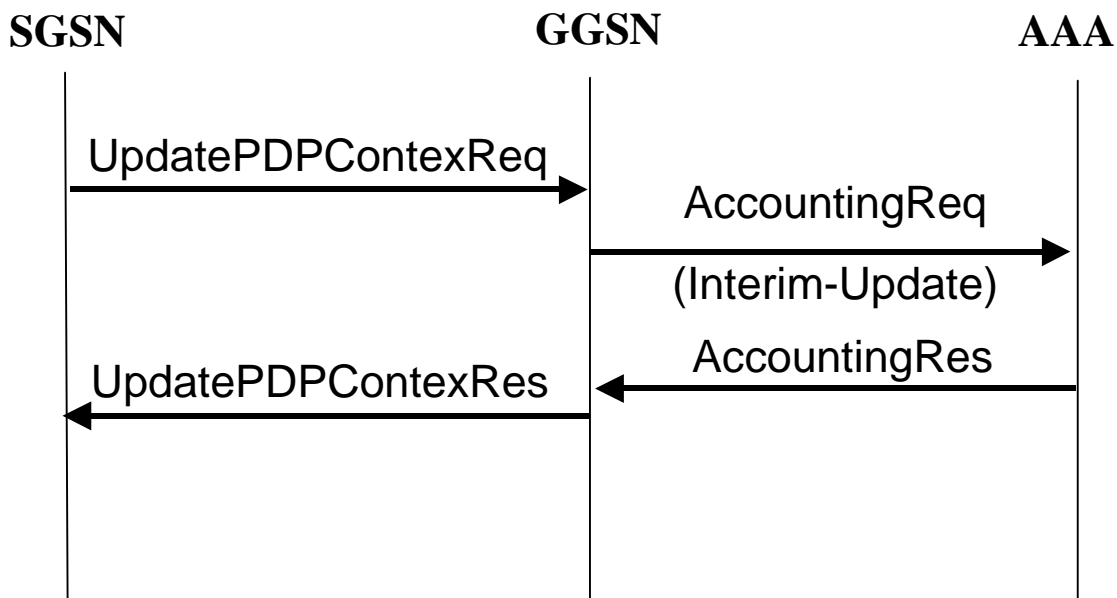 SGSN GGSN AAA
UpdatePDPContexReq
AccountingReq
(Interim-Update)
AccountingRes
UpdatePDPContexRes